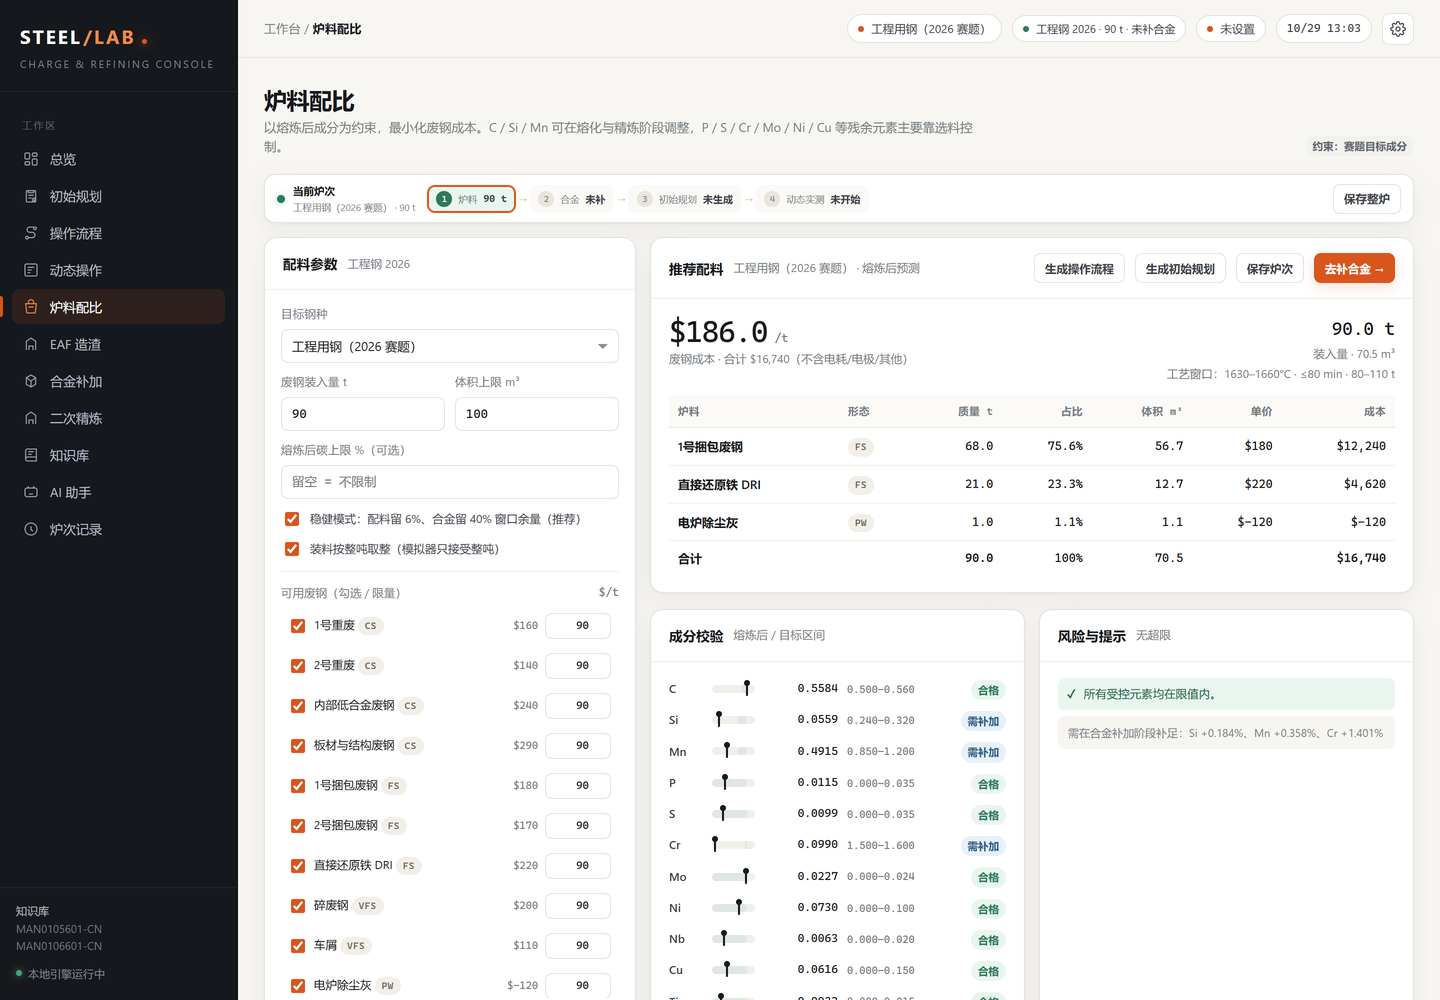 STEEL/LAB.
CHARGE & REFINING CONSOLE
工作区
总览
初始规划
操作流程
动态操作
炉料配比
EAF 造渣
合金补加
二次精炼
知识库
AI 助手
炉次记录
知识库
MAN0105601-CN
MAN0106601-CN
本地引擎运行中
工作台 / 炉料配比
工程用钢（2026 赛题）
工程钢 2026 · 90 t · 未补合金
未设置
10/29 13:03
炉料配比
以熔炼后成分为约束，最小化废钢成本。C / Si / Mn 可在熔化与精炼阶段调整，P / S / Cr / Mo / Ni / Cu 等残余元素主要靠选料控
制。
约束：赛题目标成分
当前炉次
工程用钢（2026 赛题） · 90 t
1 炉料 90 t → 2 合金 未补 → 3 初始规划 未生成 → 4 动态实测 未开始
保存整炉
配料参数 工程钢 2026
目标钢种
工程用钢（2026 赛题）
废钢装入量 t 体积上限 m³
90 100
熔炼后碳上限 %（可选）
留空 = 不限制
稳健模式：配料留 6%、合金留 40% 窗口余量（推荐）
装料按整吨取整（模拟器只接受整吨）
可用废钢（勾选 / 限量） $/t
1号重废 CS $160 90
2号重废 CS $140 90
内部低合金废钢 CS $240 90
板材与结构废钢 CS $290 90
1号捆包废钢 FS $180 90
2号捆包废钢 FS $170 90
直接还原铁 DRI FS $220 90
碎废钢 VFS $200 90
车屑 VFS $110 90
电炉除尘灰 PW $-120 90
推荐配料 工程用钢（2026 赛题） · 熔炼后预测
生成操作流程 生成初始规划 保存炉次 去补合金 →
$186.0 /t
废钢成本 · 合计 $16,740（不含电耗/电极/其他）
90.0 t
装入量 · 70.5 m³
工艺窗口：1630–1660°C · ≤80 min · 80–110 t
炉料 形态 质量 t 占比 体积 m³ 单价 成本
1号捆包废钢 FS 68.0 75.6% 56.7 $180 $12,240
直接还原铁 DRI FS 21.0 23.3% 12.7 $220 $4,620
电炉除尘灰 PW 1.0 1.1% 1.1 $-120 $-120
合计 90.0 100% 70.5 $16,740
成分校验 熔炼后 / 目标区间
C 0.5584 0.500–0.560 合格
Si 0.0559 0.240–0.320 需补加
Mn 0.4915 0.850–1.200 需补加
P 0.0115 0.000–0.035 合格
S 0.0099 0.000–0.035 合格
Cr 0.0990 1.500–1.600 需补加
Mo 0.0227 0.000–0.024 合格
Ni 0.0730 0.000–0.100 合格
Nb 0.0063 0.000–0.020 合格
Cu 0.0616 0.000–0.150 合格
风险与提示 无超限
✓ 所有受控元素均在限值内。
需在合金补加阶段补足：Si +0.184%、Mn +0.358%、Cr +1.401%